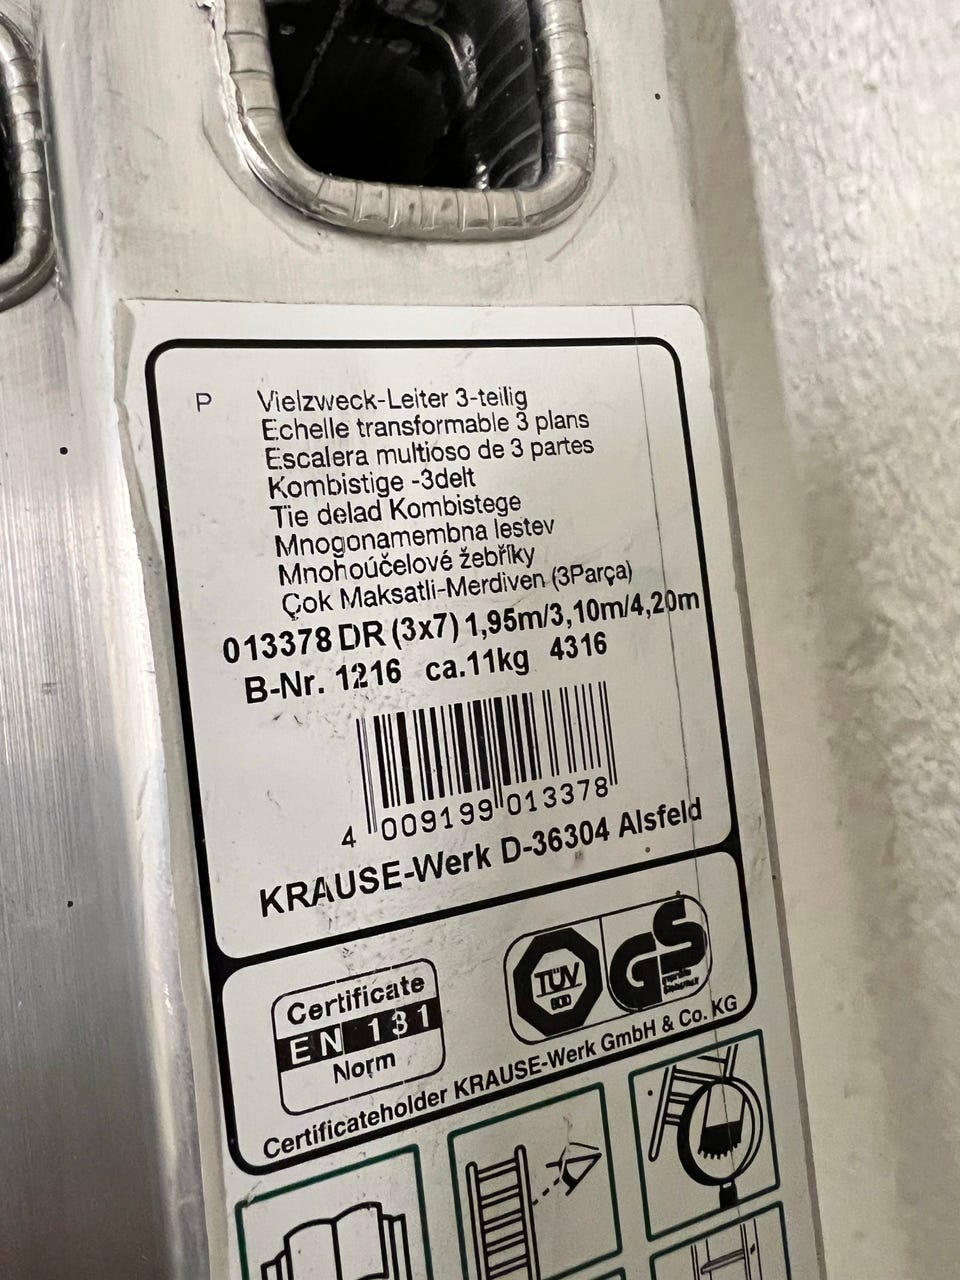 P Vielzweck-Leiter 3-teilig
Echelle transformable 3 plans
Escalera multioso de 3 partes
Kombistige -3delt
Tie delad Kombistege
Mnogonamembna lestev
Mnohoúčelové žebříky
Çok Maksatli-Merdiven (3Parça)
013378 DR (3x7) 1,95m/3,10m/4,20m
B-Nr. 1216 ca.11kg 4316
4 009199 013378
KRAUSE-Werk D-36304 Alsfeld
Certificate
EN 131
Norm
TÜV
GS
Certificateholder KRAUSE-Werk GmbH & Co. KG